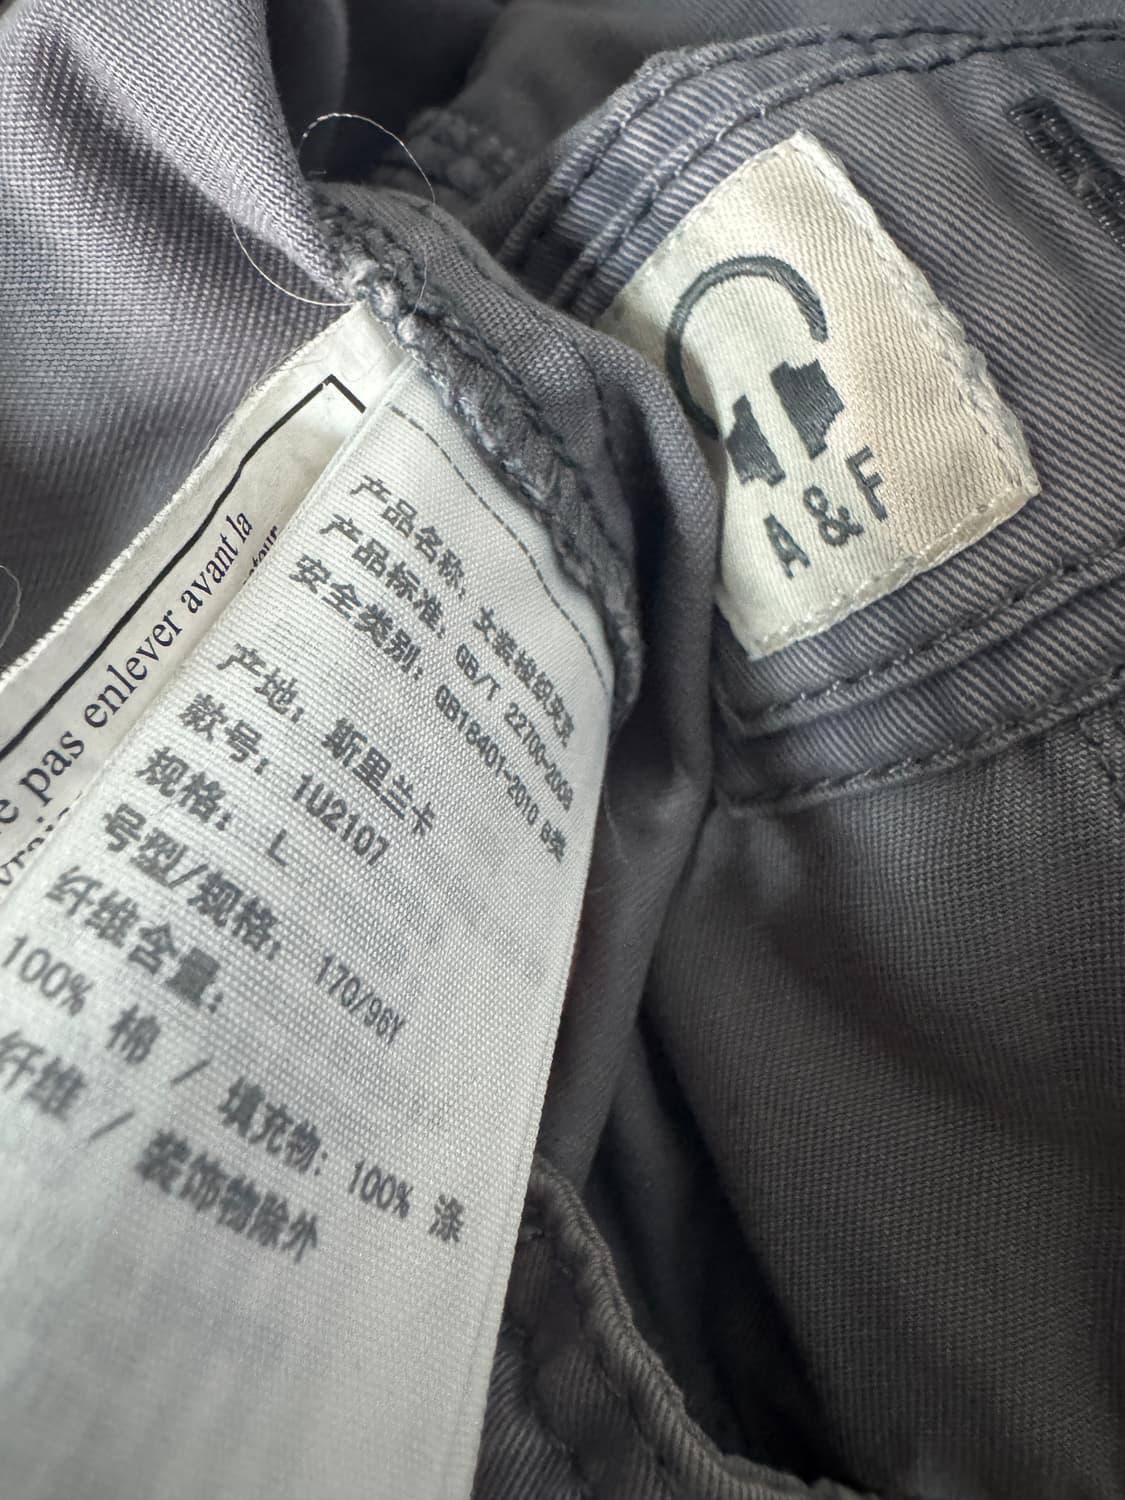 产品名称: 女装梭织夹克
产品标准: GB/T 22700-2008
安全类别: GB18401-2010 B类
产地: 斯里兰卡
款号: 1U2107
规格: L
号型/规格: 170/96Y
纤维含量:
100% 棉 / 填充物: 100% 涤
纤维 / 装饰物除外
pas enlever avant la
A & F